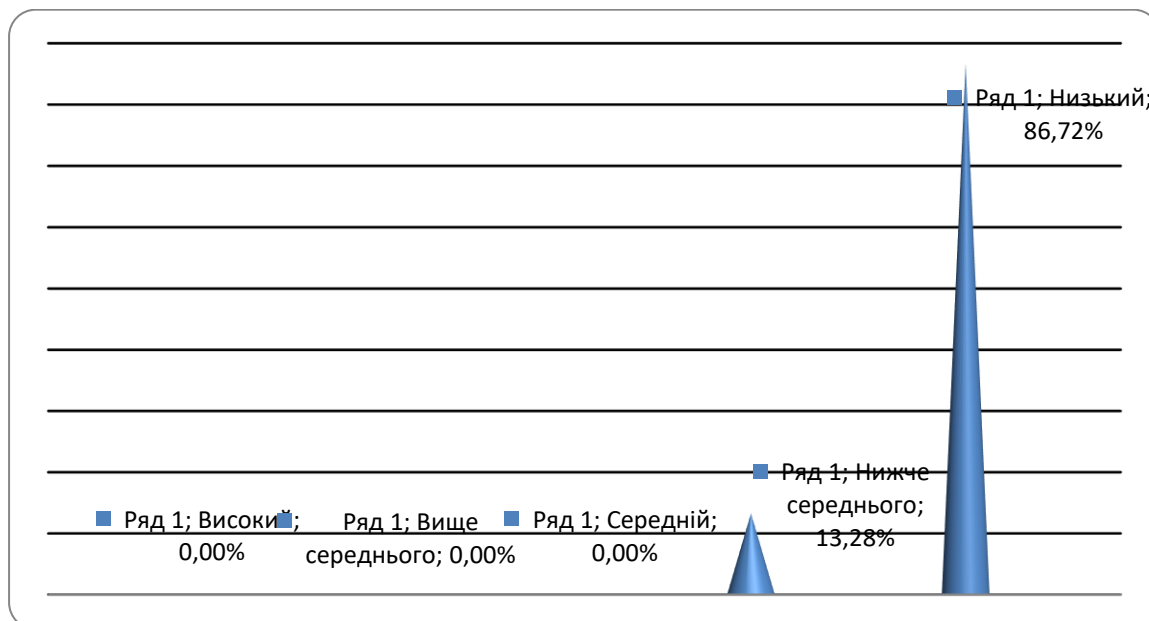 Ряд 1; Низький;
86,72%
Ряд 1; Нижче
середнього;
13,28%
Ряд 1; Високий;
0,00%
Ряд 1; Вище
середнього; 0,00%
Ряд 1; Середній;
0,00%